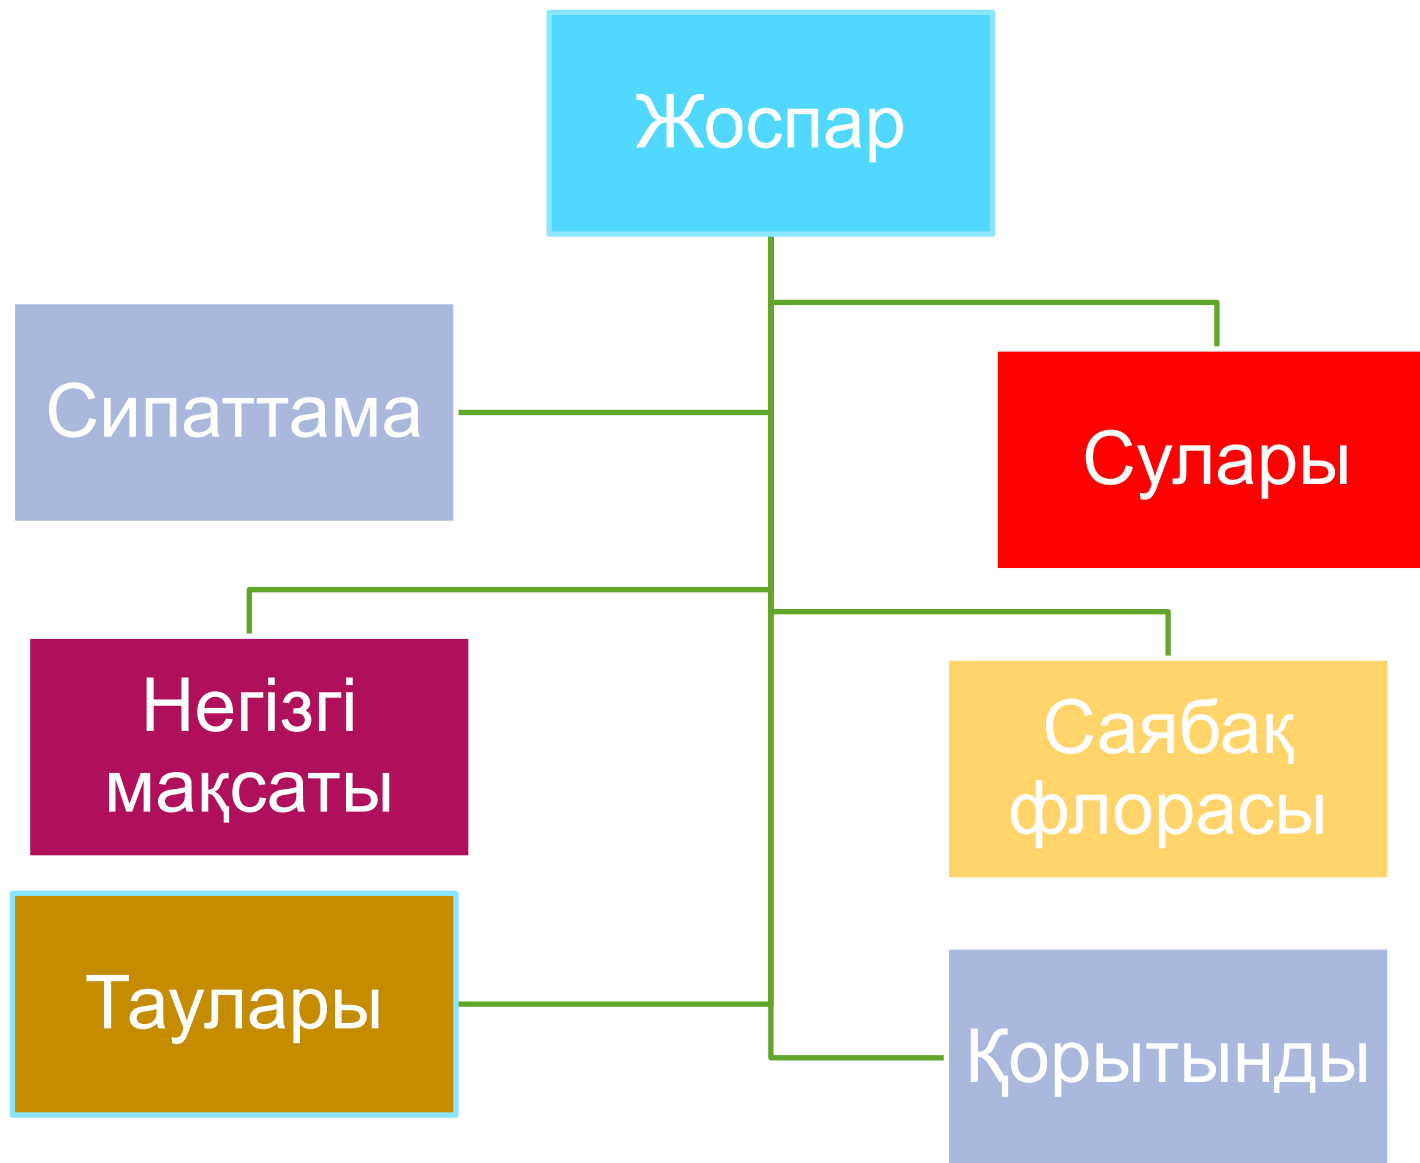 Жоспар
Сипаттама
Сулары
Негізгі
мақсаты
Саябақ
флорасы
Таулары
Қорытынды